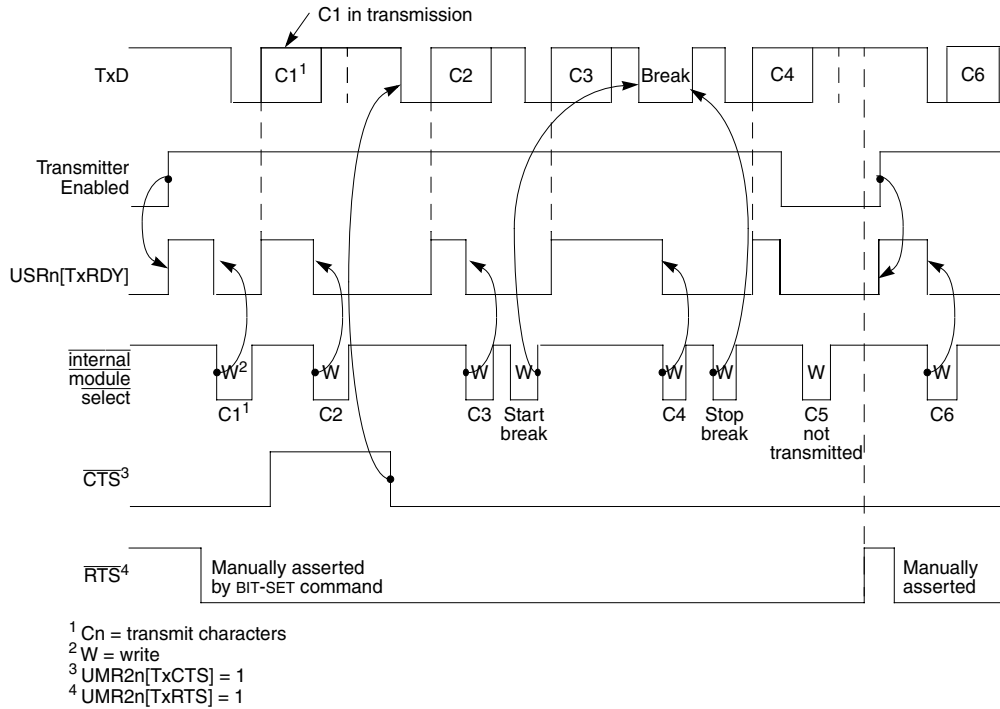 C1 in transmission
TxD
C1¹
C2
C3
Break
C4
C6
Transmitter
Enabled
USRn[TxRDY]
internal
module
select
W²
W
W
W
W
W
W
W
C1¹
C2
C3
Start
break
C4
Stop
break
C5
not
transmitted
C6
CTS³
RTS⁴
Manually asserted
by BIT-SET command
Manually
asserted
¹ Cn = transmit characters
² W = write
³ UMR2n[TxCTS] = 1
⁴ UMR2n[TxRTS] = 1